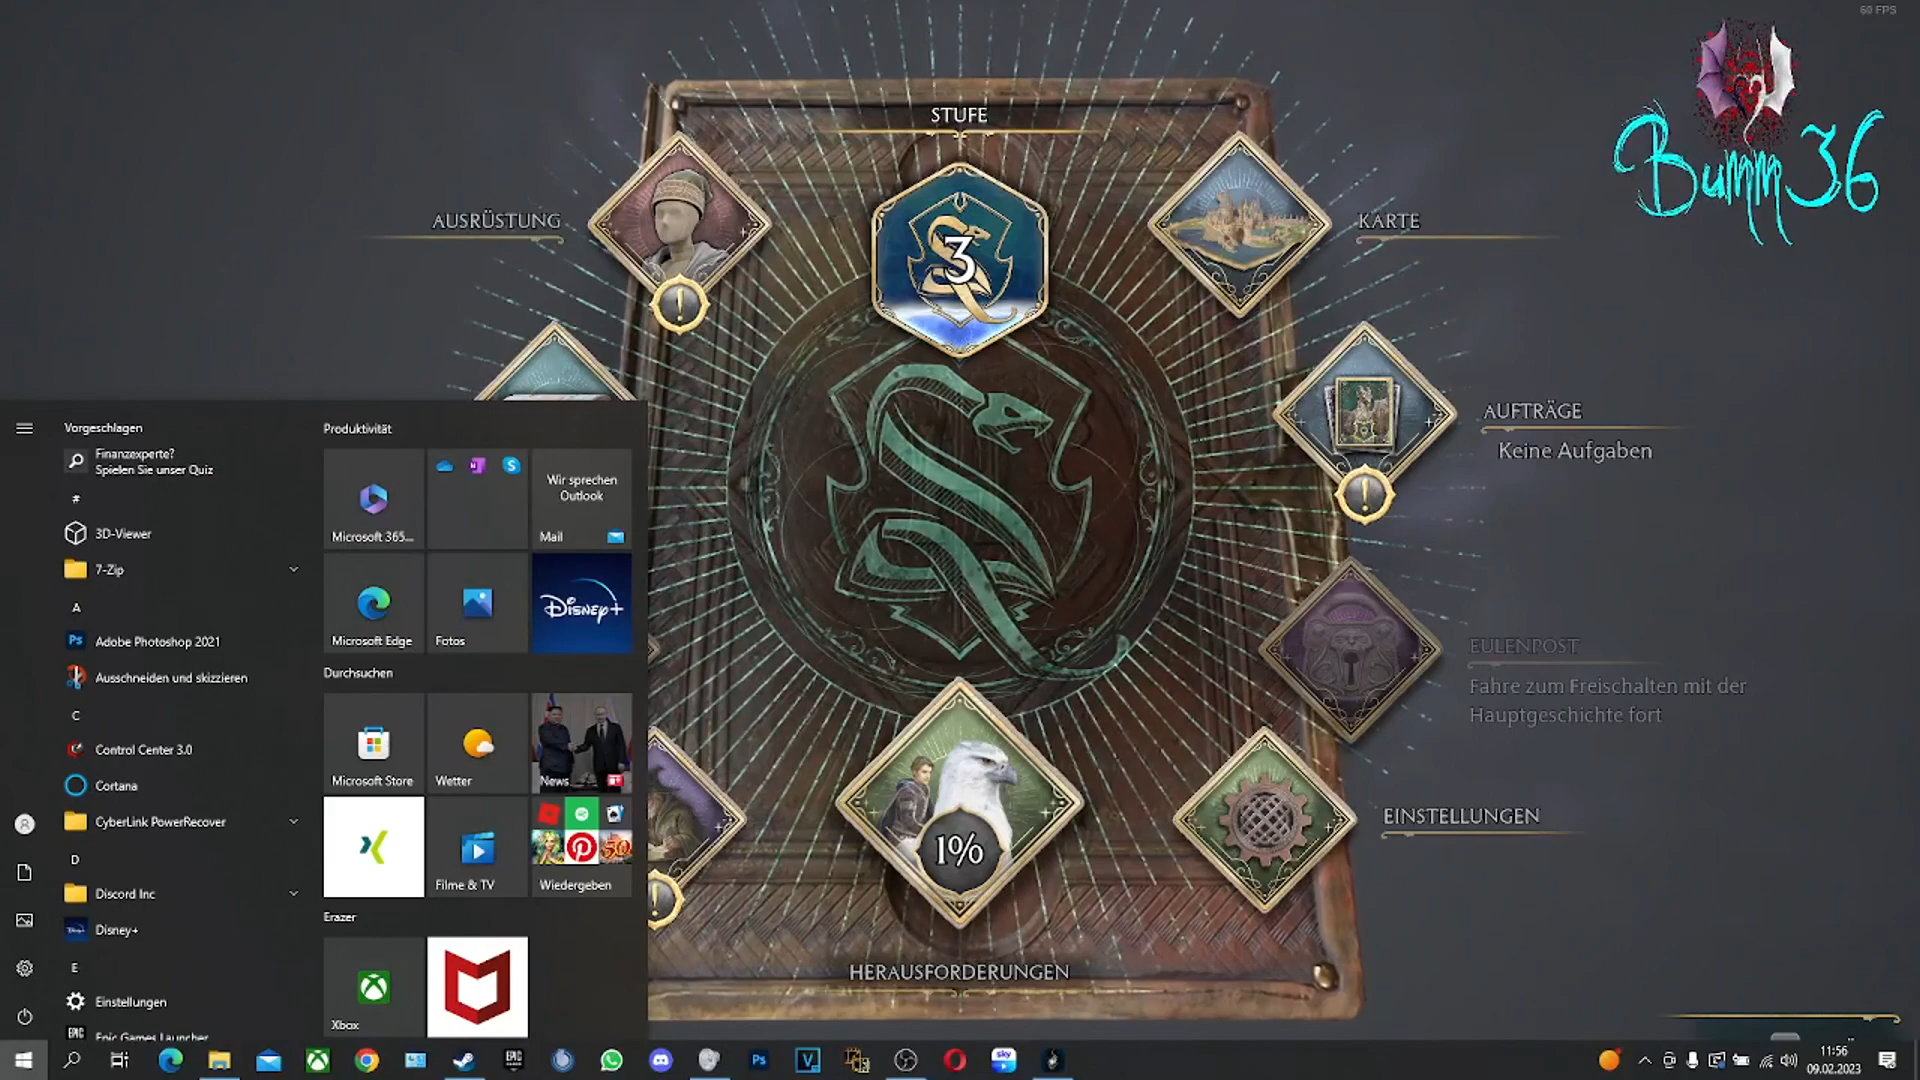 60 FPS
Bumm36
STUFE
3
AUSRÜSTUNG
KARTE
AUFTRÄGE
Keine Aufgaben
EULENPOST
Fahre zum Freischalten mit der
Hauptgeschichte fort
EINSTELLUNGEN
1%
HERAUSFORDERUNGEN
Vorgeschlagen
Finanzexperte?
Spielen Sie unser Quiz
#
3D-Viewer
7-Zip
A
Adobe Photoshop 2021
Ausschneiden und skizzieren
C
Control Center 3.0
Cortana
CyberLink PowerRecover
D
Discord Inc
Disney+
E
Einstellungen
Epic Games Launcher
Produktivität
Microsoft 365...
Wir sprechen
Outlook
Mail
Microsoft Edge
Fotos
Disney+
Durchsuchen
Microsoft Store
Wetter
News
Filme & TV
Wiedergeben
Erazer
Xbox
11:56
09.02.2023